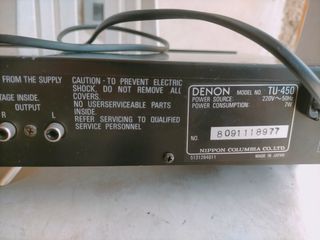 FROM THE SUPPLY
TAGE INSIDE.
OUTPUT
R L
CAUTION - TO PREVENT ELECTRIC
SHOCK, DO NOT REMOVE ALL
COVERS.
NO USERVICEABLE PARTS
INSIDE.
REFER SERVICING TO QUALIFIED
SERVICE PERSONNEL
DENON MODEL NO. TU-450
POWER SOURCE: 220V~50Hz
POWER CONSUMPTION: 7W
NO. 8091118977
NIPPON COLUMBIA CO.,LTD.
5131264011 MADE IN JAPAN